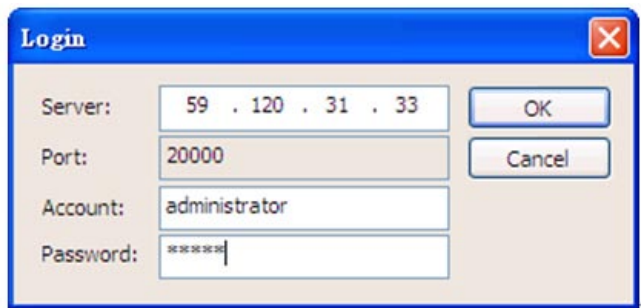 Login
Server: 59 . 120 . 31 . 33 OK
Port: 20000 Cancel
Account: administrator
Password: *****